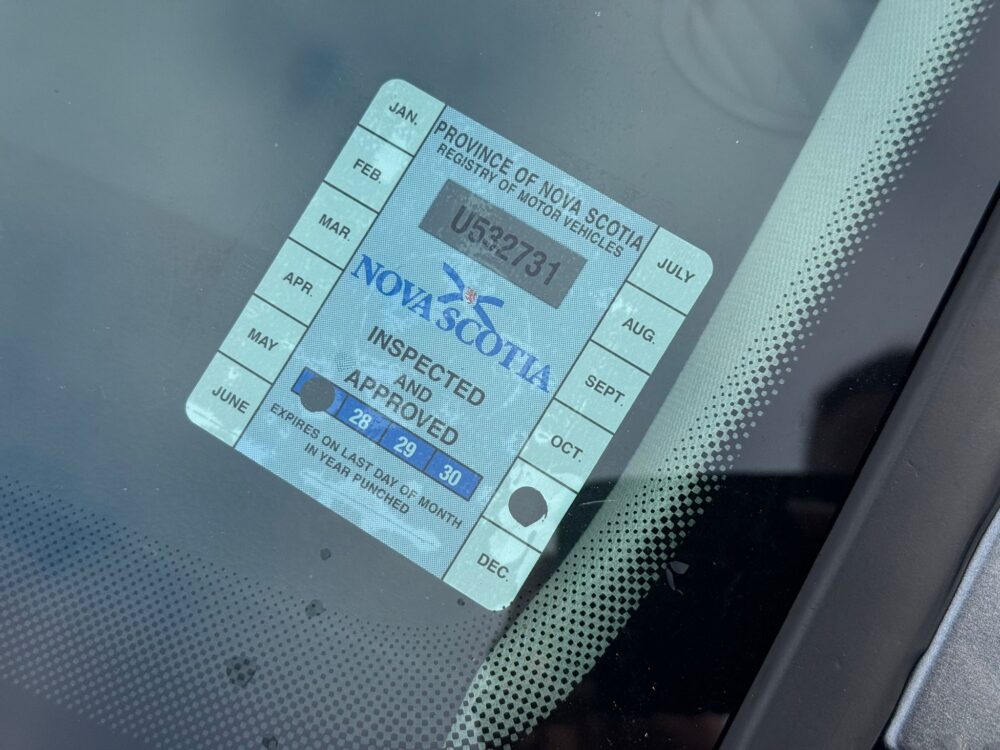 JAN.
FEB.
MAR.
APR.
MAY
JUNE
PROVINCE OF NOVA SCOTIA
REGISTRY OF MOTOR VEHICLES
U532731
NOVA SCOTIA
INSPECTED
AND
APPROVED
28 29 30
EXPIRES ON LAST DAY OF MONTH
IN YEAR PUNCHED
JULY
AUG.
SEPT.
OCT.
DEC.